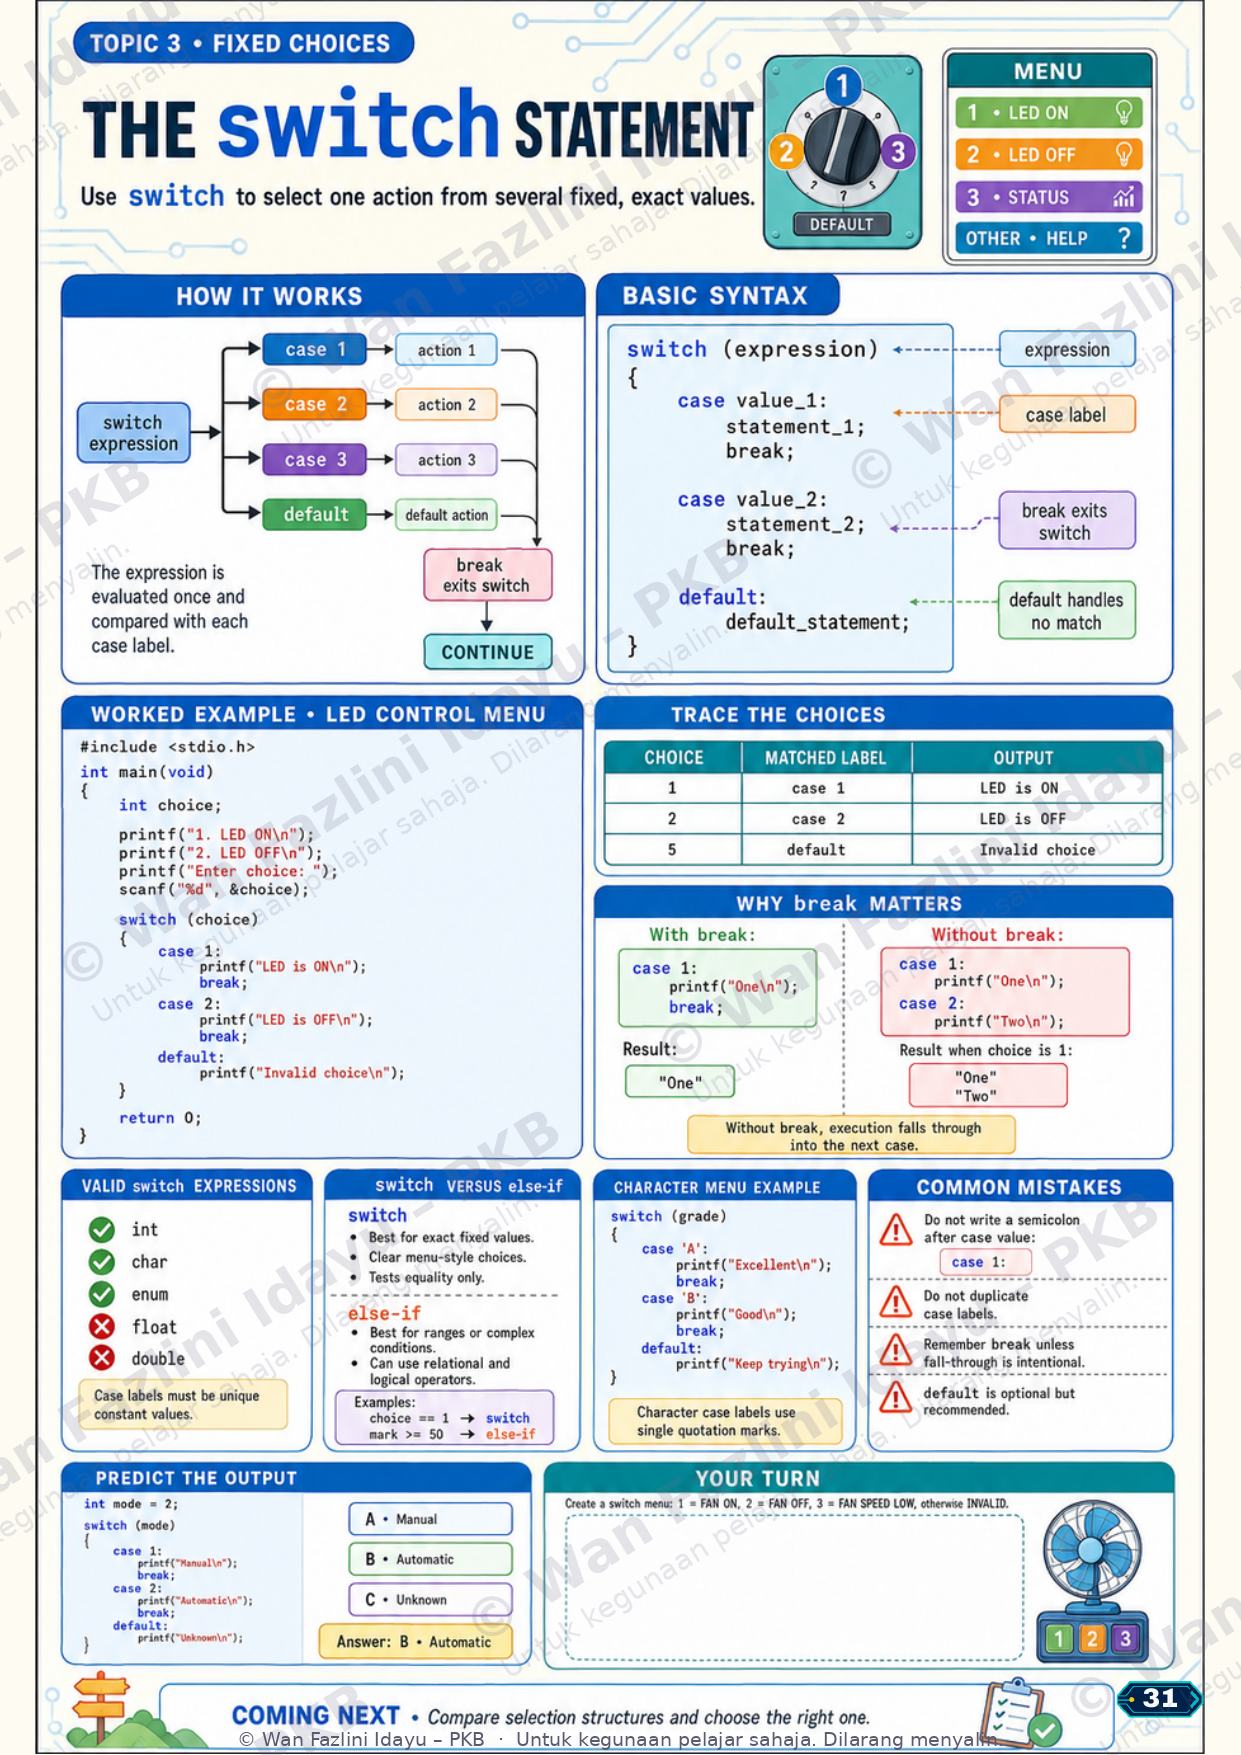 TOPIC 3 • FIXED CHOICES
THE switch STATEMENT
Use switch to select one action from several fixed, exact values.
1
2
3
?
DEFAULT
MENU
1 • LED ON
2 • LED OFF
3 • STATUS
OTHER • HELP ?
HOW IT WORKS
switch
expression
case 1
action 1
case 2
action 2
case 3
action 3
default
default action
break
exits switch
CONTINUE
The expression is
evaluated once and
compared with each
case label.
BASIC SYNTAX
switch (expression)
{
case value_1:
statement_1;
break;
case value_2:
statement_2;
break;
default:
default_statement;
}
expression
case label
break exits
switch
default handles
no match
WORKED EXAMPLE • LED CONTROL MENU
#include <stdio.h>
int main(void)
{
int choice;
printf("1. LED ON\n");
printf("2. LED OFF\n");
printf("Enter choice: ");
scanf("%d", &choice);
switch (choice)
{
case 1:
printf("LED is ON\n");
break;
case 2:
printf("LED is OFF\n");
break;
default:
printf("Invalid choice\n");
}
return 0;
}
TRACE THE CHOICES
CHOICE MATCHED LABEL OUTPUT
1 case 1 LED is ON
2 case 2 LED is OFF
5 default Invalid choice
WHY break MATTERS
With break:
case 1:
printf("One\n");
break;
Result:
"One"
Without break:
case 1:
printf("One\n");
case 2:
printf("Two\n");
Result when choice is 1:
"One"
"Two"
Without break, execution falls through
into the next case.
VALID switch EXPRESSIONS
int
char
enum
float
double
Case labels must be unique
constant values.
switch VERSUS else-if
switch
• Best for exact fixed values.
• Clear menu-style choices.
• Tests equality only.
else-if
• Best for ranges or complex
conditions.
• Can use relational and
logical operators.
Examples:
choice == 1 → switch
mark >= 50 → else-if
CHARACTER MENU EXAMPLE
switch (grade)
{
case 'A':
printf("Excellent\n");
break;
case 'B':
printf("Good\n");
break;
default:
printf("Keep trying\n");
}
Character case labels use
single quotation marks.
COMMON MISTAKES
Do not write a semicolon
after case value:
case 1:
Do not duplicate
case labels.
Remember break unless
fall-through is intentional.
default is optional but
recommended.
PREDICT THE OUTPUT
int mode = 2;
switch (mode)
{
case 1:
printf("Manual\n");
break;
case 2:
printf("Automatic\n");
break;
default:
printf("Unknown\n");
}
A • Manual
B • Automatic
C • Unknown
Answer: B • Automatic
YOUR TURN
Create a switch menu: 1 = FAN ON, 2 = FAN OFF, 3 = FAN SPEED LOW, otherwise INVALID.
1 2 3
COMING NEXT • Compare selection structures and choose the right one.
31
© Wan Fazlini Idayu – PKB · Untuk kegunaan pelajar sahaja. Dilarang menyalin.
© Wan Fazlini Idayu – PKB
Untuk kegunaan pelajar sahaja. Dilarang menyalin.